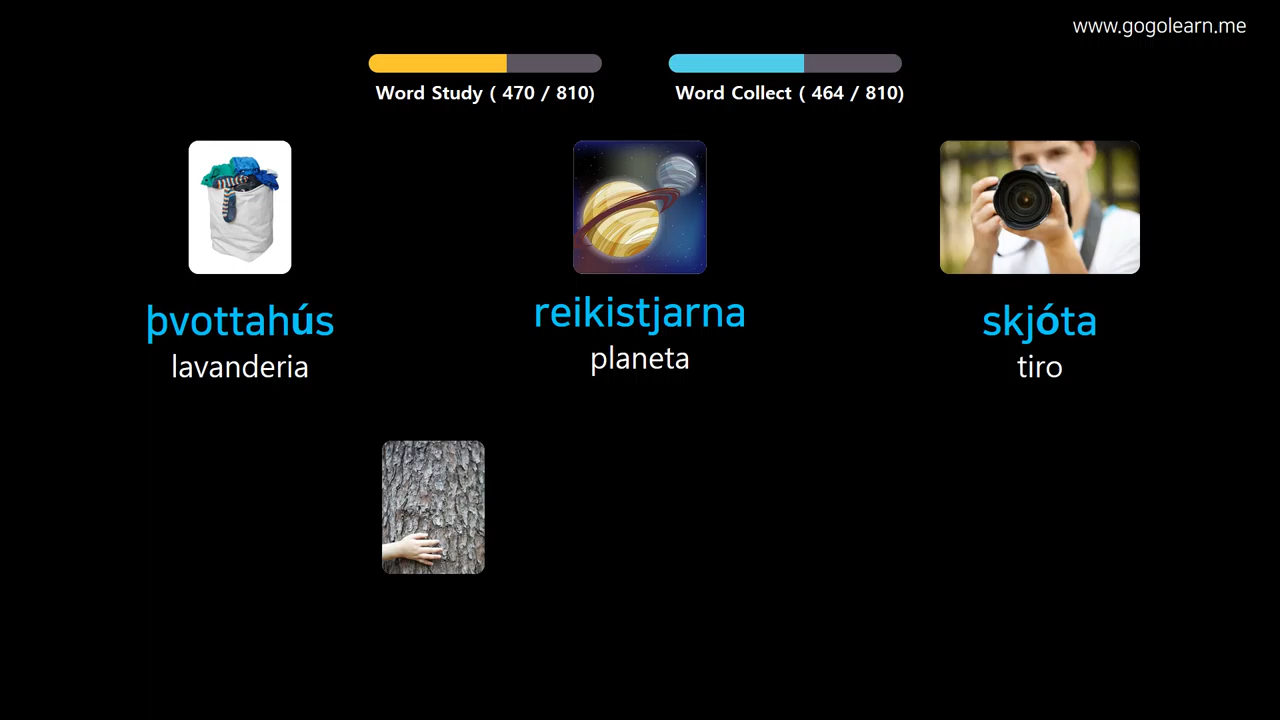 www.gogolearn.me
Word Study ( 470 / 810)
Word Collect ( 464 / 810)
þvottahús
lavanderia
reikistjarna
planeta
skjóta
tiro